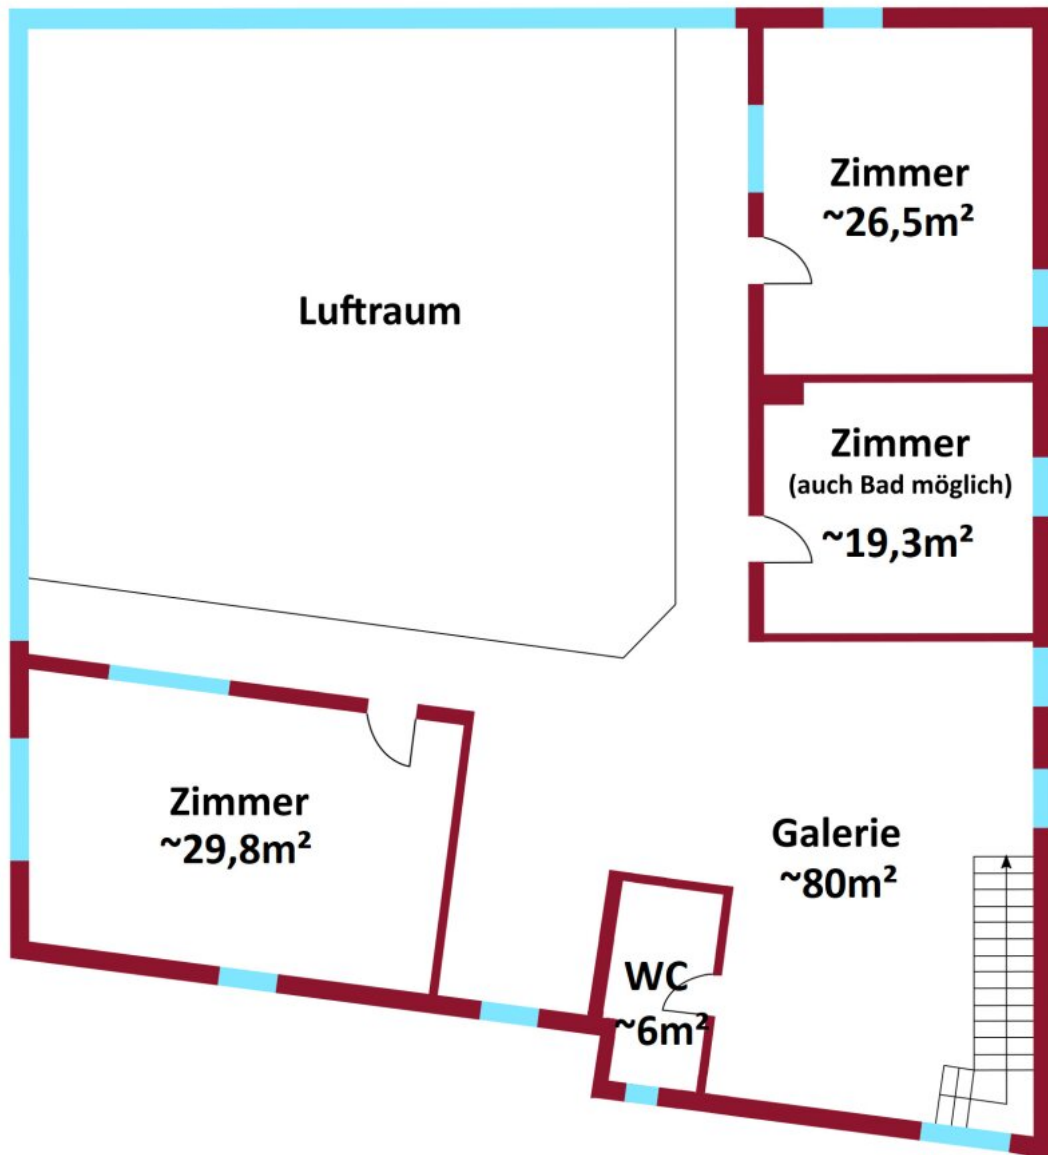 Zimmer
~26,5m²
Luftraum
Zimmer
(auch Bad möglich)
~19,3m²
Zimmer
~29,8m²
Galerie
~80m²
WC
~6m²